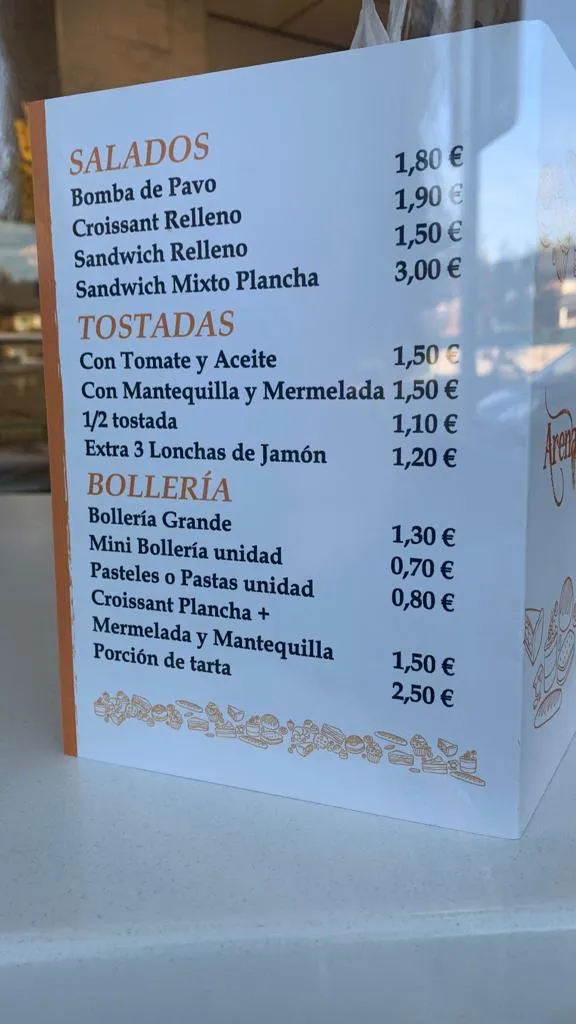 SALADOS
Bomba de Pavo 1,80 €
Croissant Relleno 1,90 €
Sandwich Relleno 1,50 €
Sandwich Mixto Plancha 3,00 €
TOSTADAS
Con Tomate y Aceite 1,50 €
Con Mantequilla y Mermelada 1,50 €
1/2 tostada 1,10 €
Extra 3 Lonchas de Jamón 1,20 €
BOLLERÍA
Bollería Grande 1,30 €
Mini Bollería unidad 0,70 €
Pasteles o Pastas unidad 0,80 €
Croissant Plancha +
Mermelada y Mantequilla 1,50 €
Porción de tarta 2,50 €